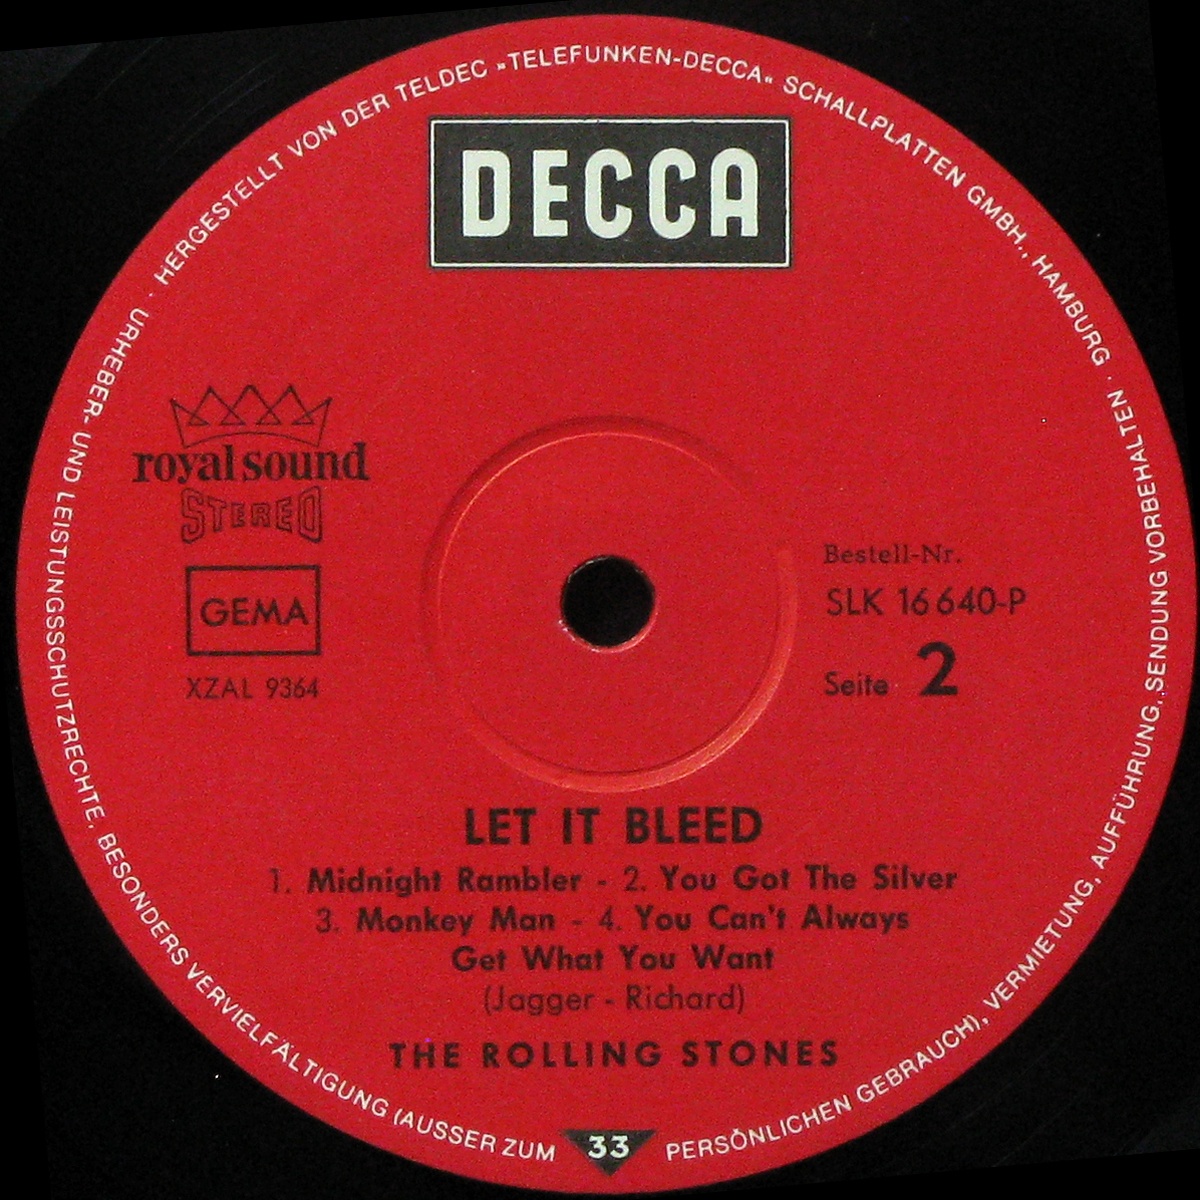 HERGESTELLT VON DER TELDEC »TELEFUNKEN-DECCA« SCHALLPLATTEN GMBH., HAMBURG · URHEBER- UND LEISTUNGSSCHUTZRECHTE, BESONDERS VERVIELFÄLTIGUNG (AUSSER ZUM PERSÖNLICHEN GEBRAUCH), VERMIETUNG, AUFFÜHRUNG, SENDUNG VORBEHALTEN ·
DECCA
royal sound
STEREO
GEMA
XZAL 9364
Bestell-Nr.
SLK 16 640-P
Seite 2
LET IT BLEED
1. Midnight Rambler - 2. You Got The Silver
3. Monkey Man - 4. You Can't Always
Get What You Want
(Jagger - Richard)
THE ROLLING STONES
33